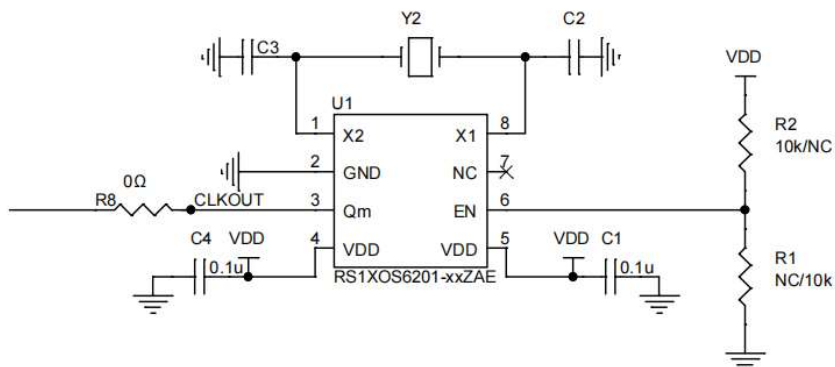 Y2
C3
C2
VDD
U1
R2
10k/NC
1
X2
X1
8
2
GND
NC
7
0Ω
R8
CLKOUT
3
Qm
EN
6
C4
VDD
4
VDD
VDD
5
VDD
C1
R1
NC/10k
0.1u
0.1u
RS1XOS6201-xxZAE